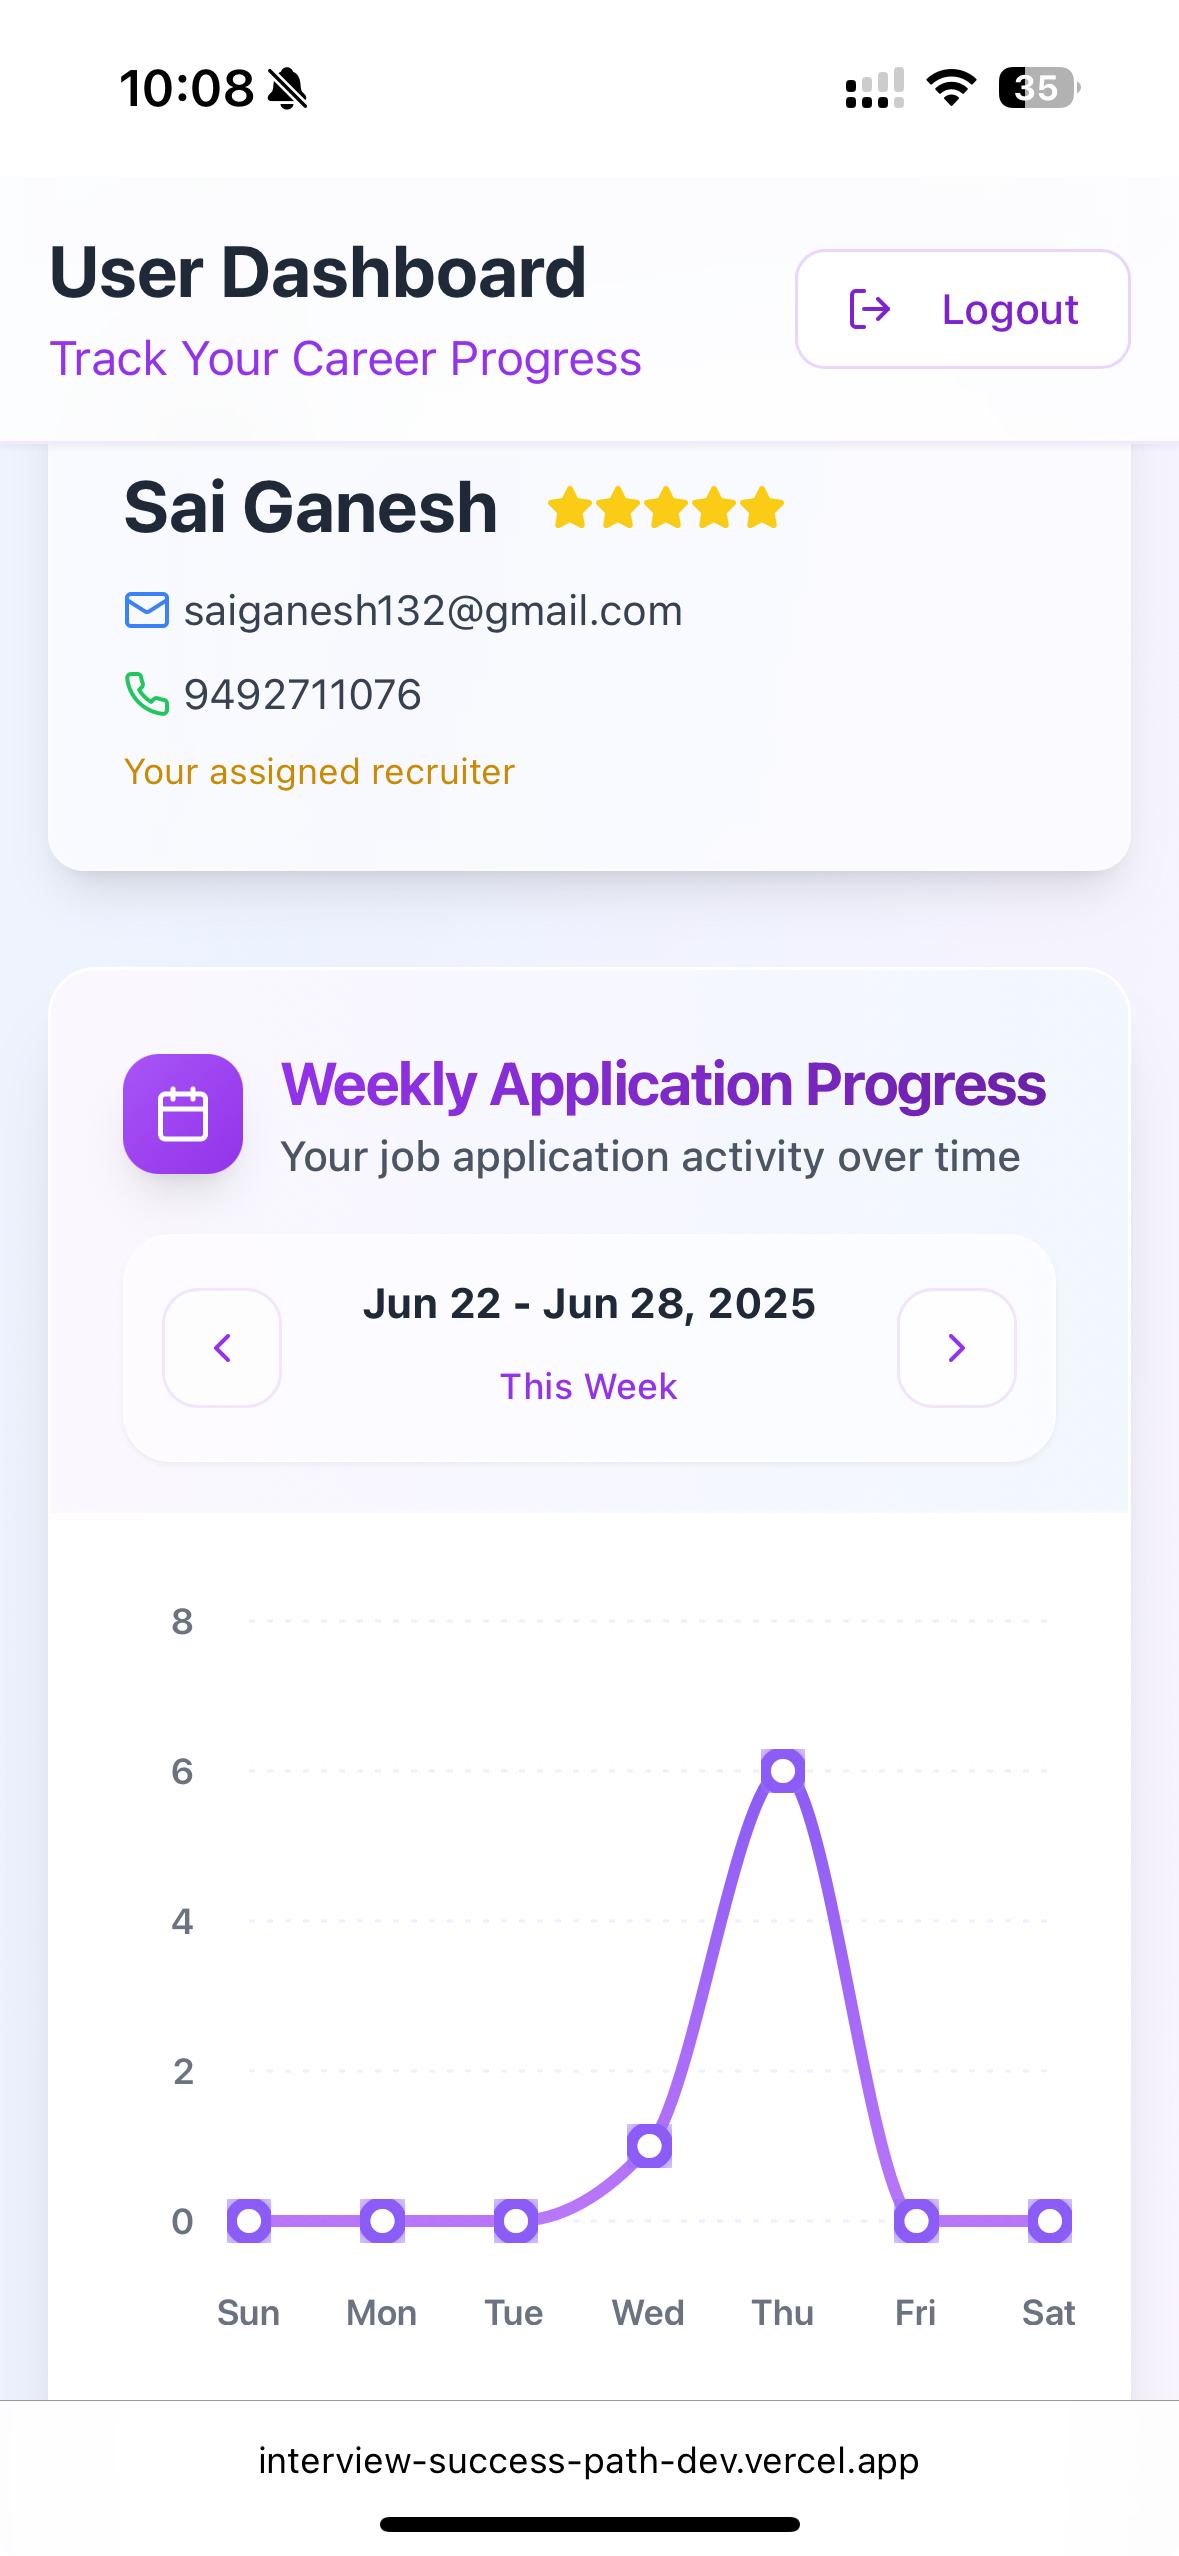 10:08
35
User Dashboard
Track Your Career Progress
Logout
Sai Ganesh
saiganesh132@gmail.com
9492711076
Your assigned recruiter
Weekly Application Progress
Your job application activity over time
Jun 22 - Jun 28, 2025
This Week
8
6
4
2
0
Sun Mon Tue Wed Thu Fri Sat
interview-success-path-dev.vercel.app